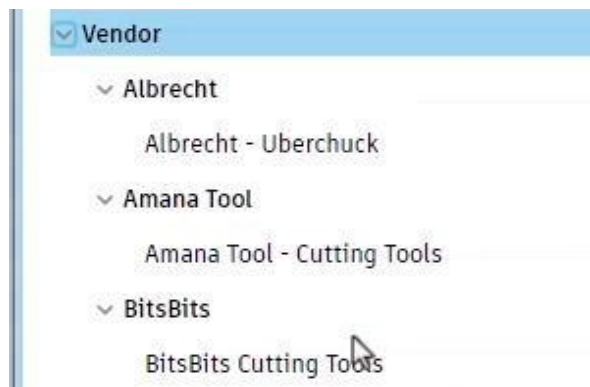 Vendor
Albrecht
Albrecht - Uberchuck
Amana Tool
Amana Tool - Cutting Tools
BitsBits
BitsBits Cutting Tools